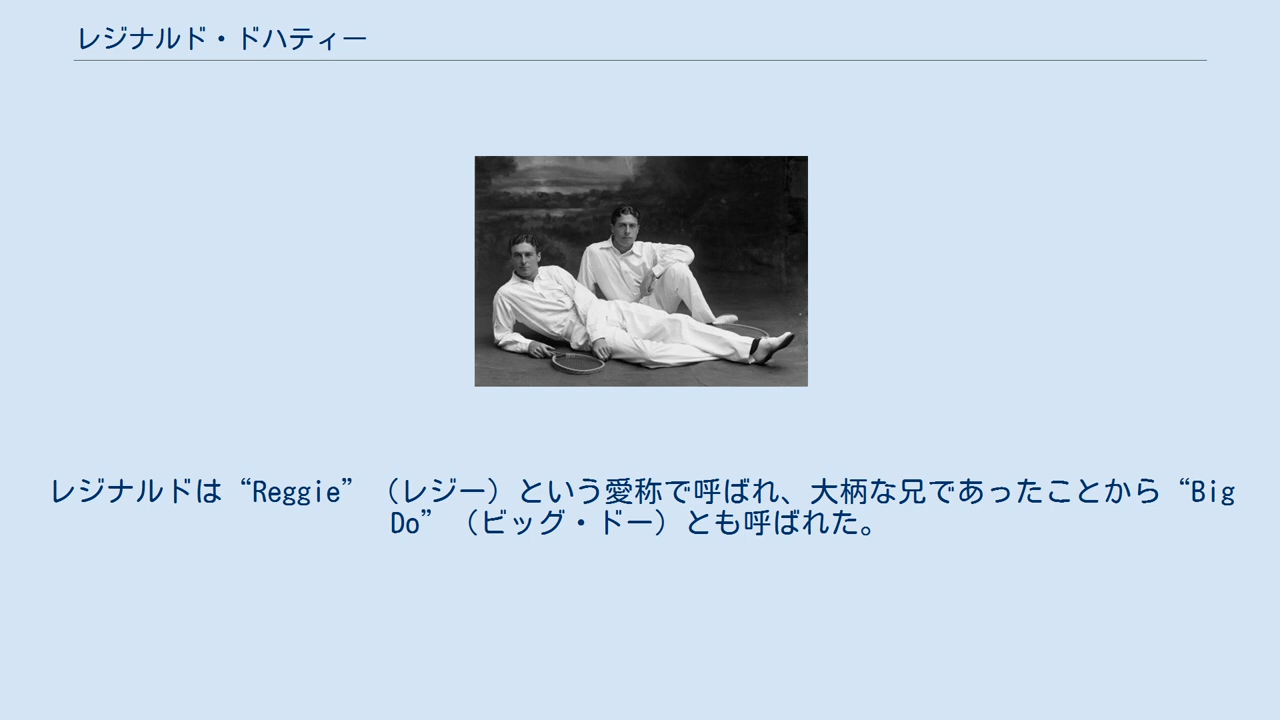 レジナルド・ドハティー
レジナルドは“Reggie”（レジー）という愛称で呼ばれ、大柄な兄であったことから“Big
Do”（ビッグ・ドー）とも呼ばれた。